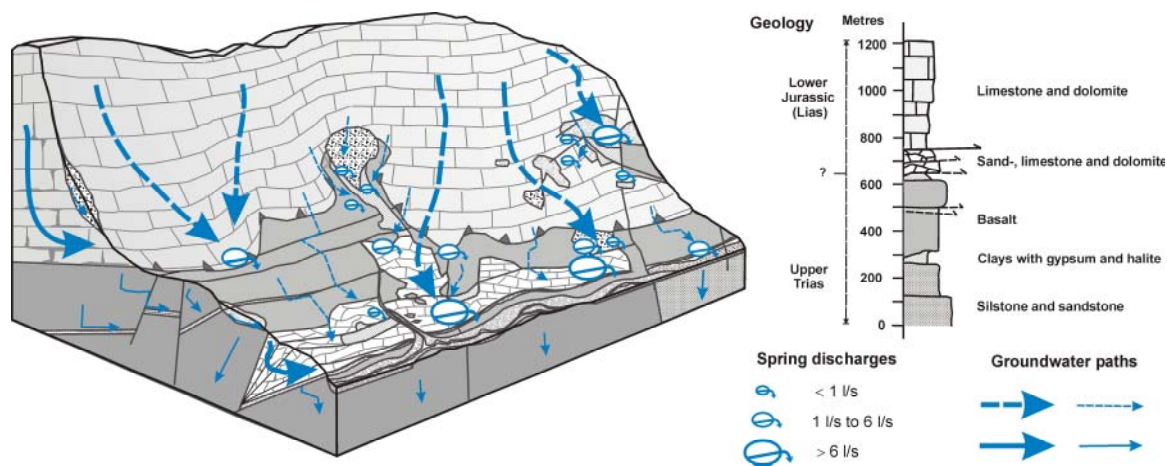 Geology
Metres
1200
Lower
Jurassic
(Lias)
1000
Limestone and dolomite
800
Sand-, limestone and dolomite
?
600
Basalt
400
Clays with gypsum and halite
Upper
Trias
200
Silstone and sandstone
0
Spring discharges
< 1 l/s
1 l/s to 6 l/s
> 6 l/s
Groundwater paths